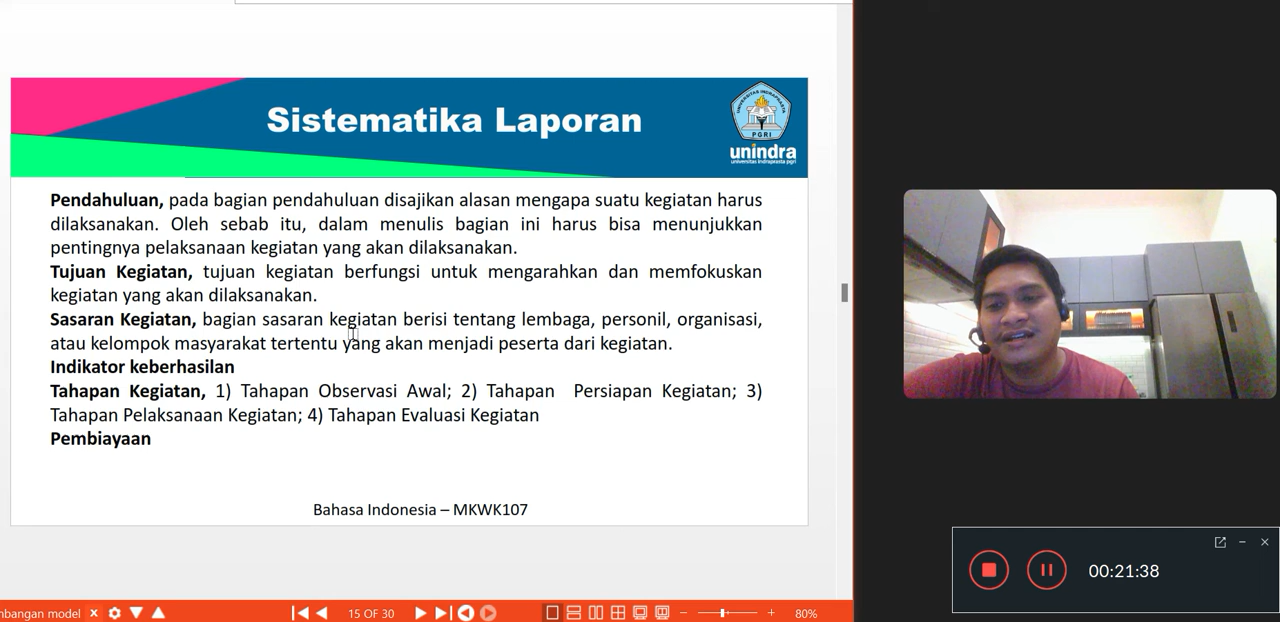 Sistematika Laporan
UNIVERSITAS INDRAPRASTA
PGRI
unindra
universitas indraprasta pgri
Pendahuluan, pada bagian pendahuluan disajikan alasan mengapa suatu kegiatan harus
dilaksanakan. Oleh sebab itu, dalam menulis bagian ini harus bisa menunjukkan
pentingnya pelaksanaan kegiatan yang akan dilaksanakan.
Tujuan Kegiatan, tujuan kegiatan berfungsi untuk mengarahkan dan memfokuskan
kegiatan yang akan dilaksanakan.
Sasaran Kegiatan, bagian sasaran kegiatan berisi tentang lembaga, personil, organisasi,
atau kelompok masyarakat tertentu yang akan menjadi peserta dari kegiatan.
Indikator keberhasilan
Tahapan Kegiatan, 1) Tahapan Observasi Awal; 2) Tahapan Persiapan Kegiatan; 3)
Tahapan Pelaksanaan Kegiatan; 4) Tahapan Evaluasi Kegiatan
Pembiayaan
Bahasa Indonesia – MKWK107
00:21:38
mbangan model
15 OF 30
80%